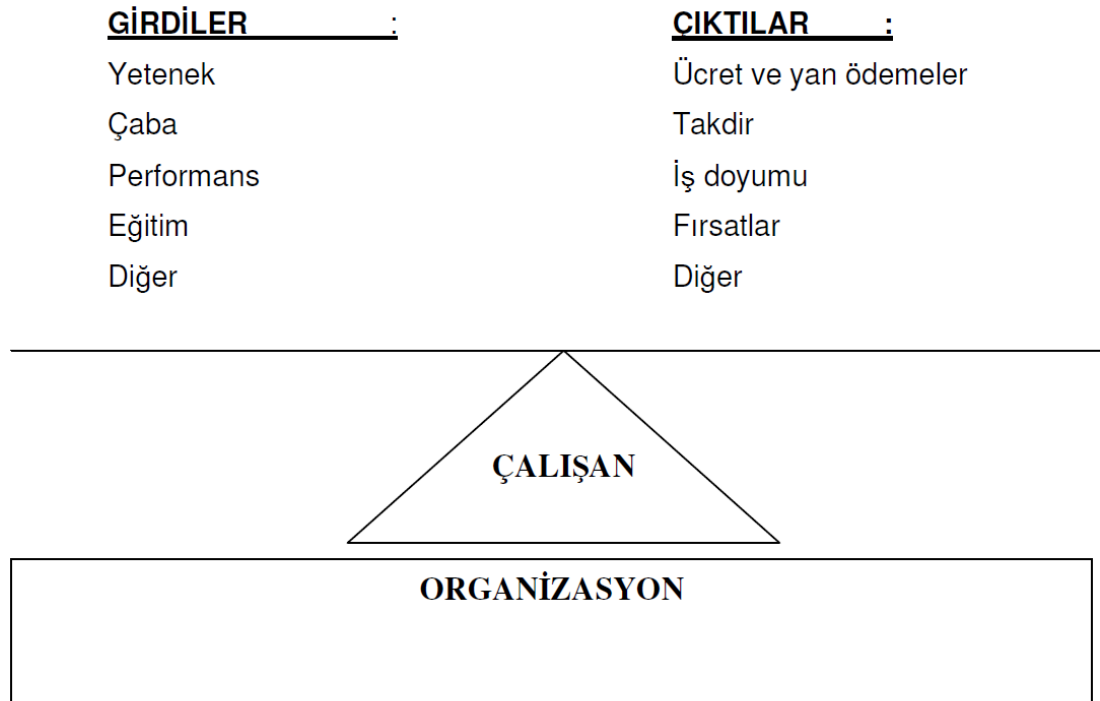 GİRDİLER :
Yetenek
Çaba
Performans
Eğitim
Diğer
ÇIKTILAR :
Ücret ve yan ödemeler
Takdir
İş doyumu
Fırsatlar
Diğer
ÇALIŞAN
ORGANİZASYON